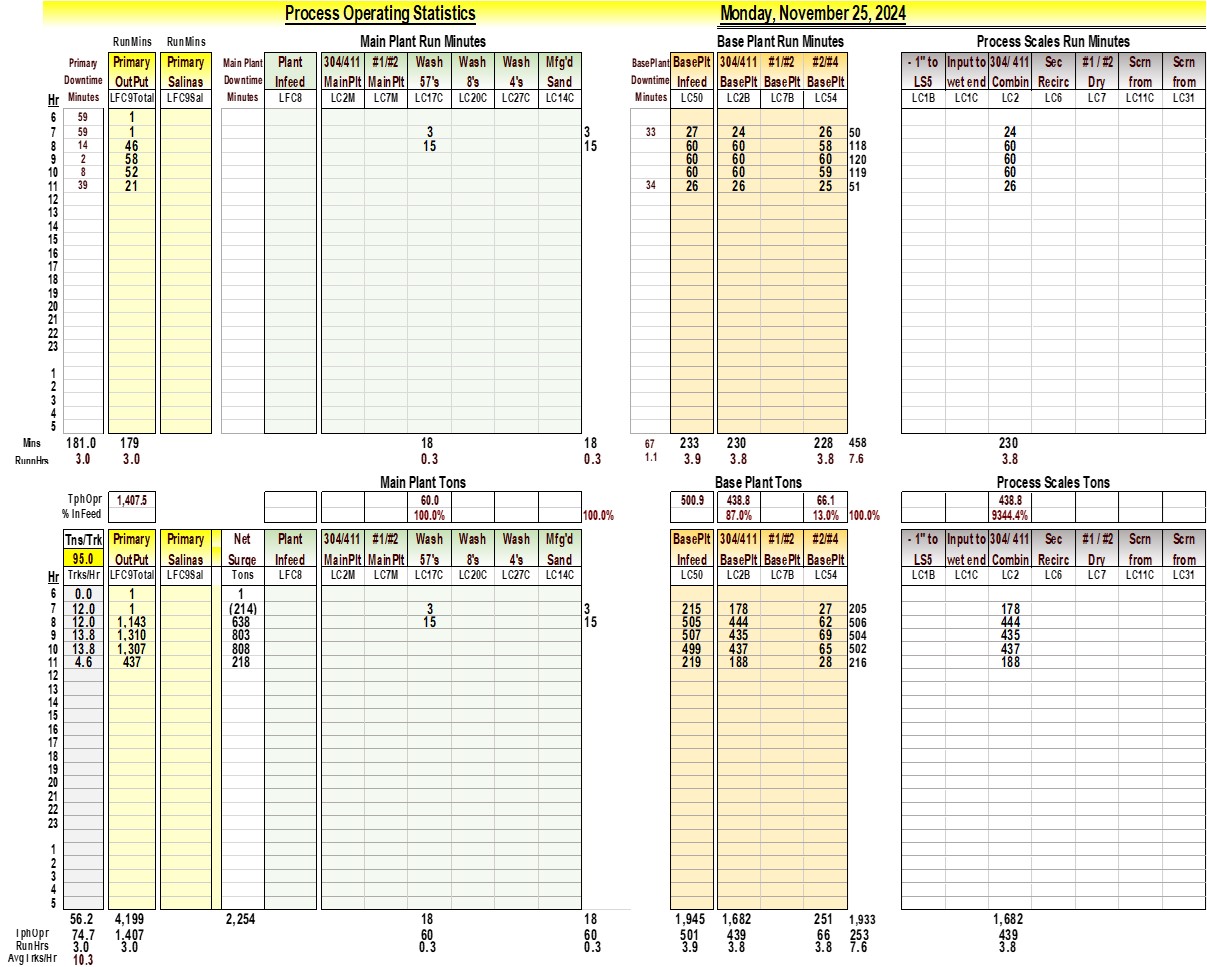 Process Operating Statistics Monday, November 25, 2024
RunMins RunMins Main Plant Run Minutes Base Plant Run Minutes Process Scales Run Minutes
Primary Primary Primary Main Plant Plant 304/411 #1/#2 Wash Wash Wash Mfg'd BasePlant BasePlt 304/411 #1/#2 #2/#4 - 1" to Input to 304/ 411 Sec #1 / #2 Scrn Scrn
Downtime OutPut Salinas Downtime Infeed MainPlt MainPlt 57's 8's 4's Sand Downtime Infeed BasePlt BasePlt BasePlt LS5 wet end Combin Recirc Dry from from
Hr Minutes LFC9Total LFC9Sal Minutes LFC8 LC2M LC7M LC17C LC20C LC27C LC14C Minutes LC50 LC2B LC7B LC54 LC1B LC1C LC2 LC6 LC7 LC11C LC31
6 59 1
7 59 1 3 3 33 27 24 26 50 24
8 14 46 15 15 60 60 58 118 60
9 2 58 60 60 60 120 60
10 8 52 60 60 59 119 60
11 39 21 34 26 26 25 51 26
12
13
14
15
16
17
18
19
20
21
22
23
1
2
3
4
5
Mins 181.0 179 18 18 67 233 230 228 458 230
RunnHrs 3.0 3.0 0.3 0.3 1.1 3.9 3.8 3.8 7.6 3.8
Main Plant Tons Base Plant Tons Process Scales Tons
TphOpr 1,407.5 60.0 500.9 438.8 66.1 438.8
% InFeed 100.0% 100.0% 87.0% 13.0% 100.0% 9344.4%
Tns/Trk Primary Primary Net Plant 304/411 #1/#2 Wash Wash Wash Mfg'd BasePlt 304/411 #1/#2 #2/#4 - 1" to Input to 304/ 411 Sec #1 / #2 Scrn Scrn
95.0 OutPut Salinas Surge Infeed MainPlt MainPlt 57's 8's 4's Sand Infeed BasePlt BasePlt BasePlt LS5 wet end Combin Recirc Dry from from
Hr Trks/Hr LFC9Total LFC9Sal Tons LFC8 LC2M LC7M LC17C LC20C LC27C LC14C LC50 LC2B LC7B LC54 LC1B LC1C LC2 LC6 LC7 LC11C LC31
6 0.0 1 1
7 12.0 1 (214) 3 3 215 178 27 205 178
8 12.0 1,143 638 15 15 505 444 62 506 444
9 13.8 1,310 803 507 435 69 504 435
10 13.8 1,307 808 499 437 65 502 437
11 4.6 437 218 219 188 28 216 188
12
13
14
15
16
17
18
19
20
21
22
23
1
2
3
4
5
56.2 4,199 2,254 18 18 1,945 1,682 251 1,933 1,682
TphOpr 74.7 1,407 60 60 501 439 66 253 439
RunHrs 3.0 3.0 0.3 0.3 3.9 3.8 3.8 7.6 3.8
AvgTrks/Hr 10.3